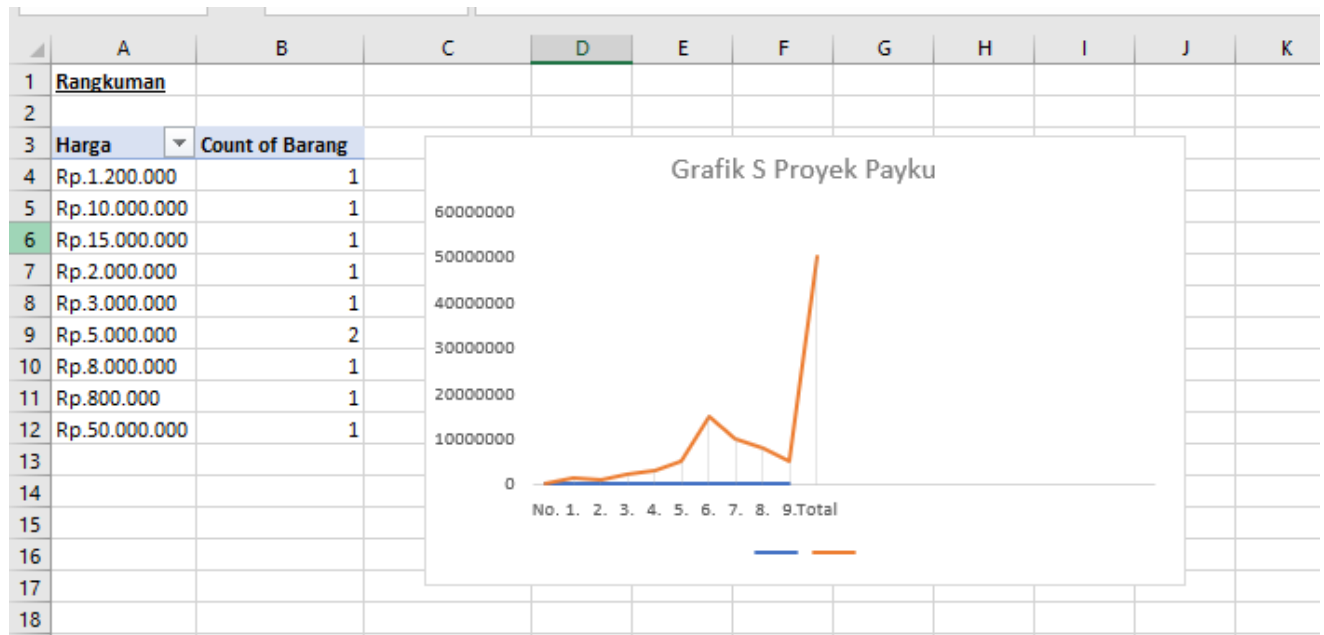 A B C D E F G H I J K
1 Rangkuman
2
3 Harga Count of Barang
4 Rp.1.200.000 1
5 Rp.10.000.000 1
6 Rp.15.000.000 1
7 Rp.2.000.000 1
8 Rp.3.000.000 1
9 Rp.5.000.000 2
10 Rp.8.000.000 1
11 Rp.800.000 1
12 Rp.50.000.000 1
13
14
15
16
17
18
Grafik S Proyek Payku
60000000
50000000
40000000
30000000
20000000
10000000
0
No. 1. 2. 3. 4. 5. 6. 7. 8. 9.Total